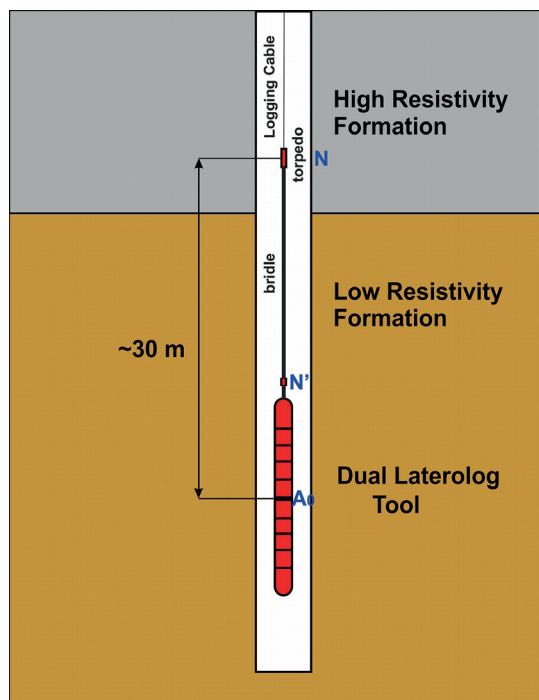 Logging Cable
High Resistivity
Formation
torpedo
N
bridle
Low Resistivity
Formation
~30 m
N'
Dual Laterolog
Tool
A0